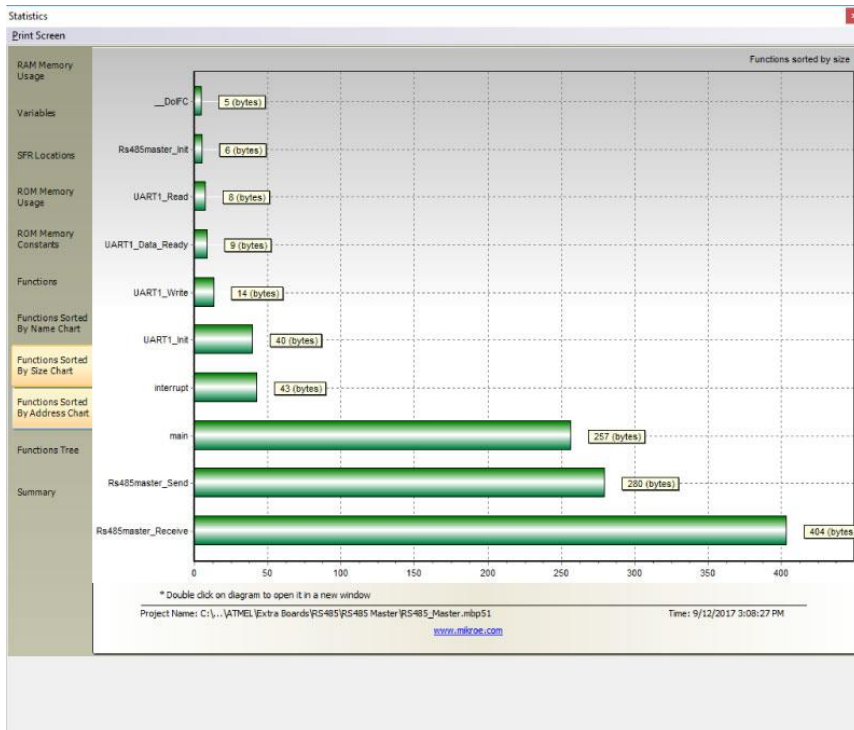 Statistics
Print Screen
RAM Memory
Usage
Variables
SFR Locations
ROM Memory
Usage
ROM Memory
Constants
Functions
Functions Sorted
By Name Chart
Functions Sorted
By Size Chart
Functions Sorted
By Address Chart
Functions Tree
Summary
Functions sorted by size
__DoIFC 5 (bytes)
Rs485master_Init 6 (bytes)
UART1_Read 8 (bytes)
UART1_Data_Ready 9 (bytes)
UART1_Write 14 (bytes)
UART1_Init 40 (bytes)
interrupt 43 (bytes)
main 257 (bytes)
Rs485master_Send 280 (bytes)
Rs485master_Receive 404 (bytes
0 50 100 150 200 250 300 350 400
* Double click on diagram to open it in a new window
Project Name: C:\...\ATMEL\Extra Boards\RS485\RS485 Master\RS485_Master.mbp51 Time: 9/12/2017 3:08:27 PM
www.mikroe.com